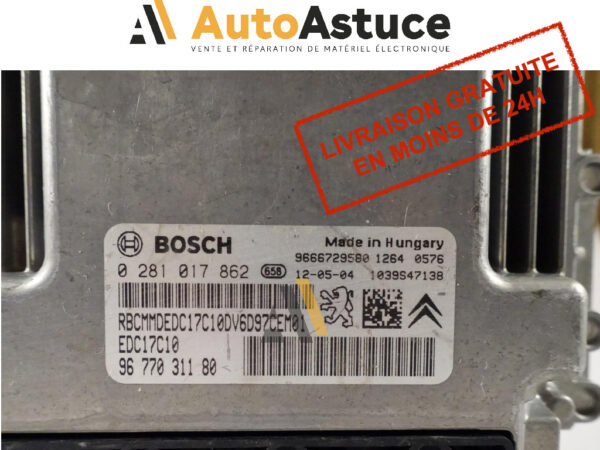 AutoAstuce
VENTE ET RÉPARATION DE MATÉRIEL ÉLECTRONIQUE
LIVRAISON GRATUITE
EN MOINS DE 24H
BOSCH
Made in Hungary
0 281 017 862 658
9666729580 1264 0576
12-05-04 1039S47138
RBCMMDEDC17C10DV6D97CEM01
EDC17C10
96 770 311 80